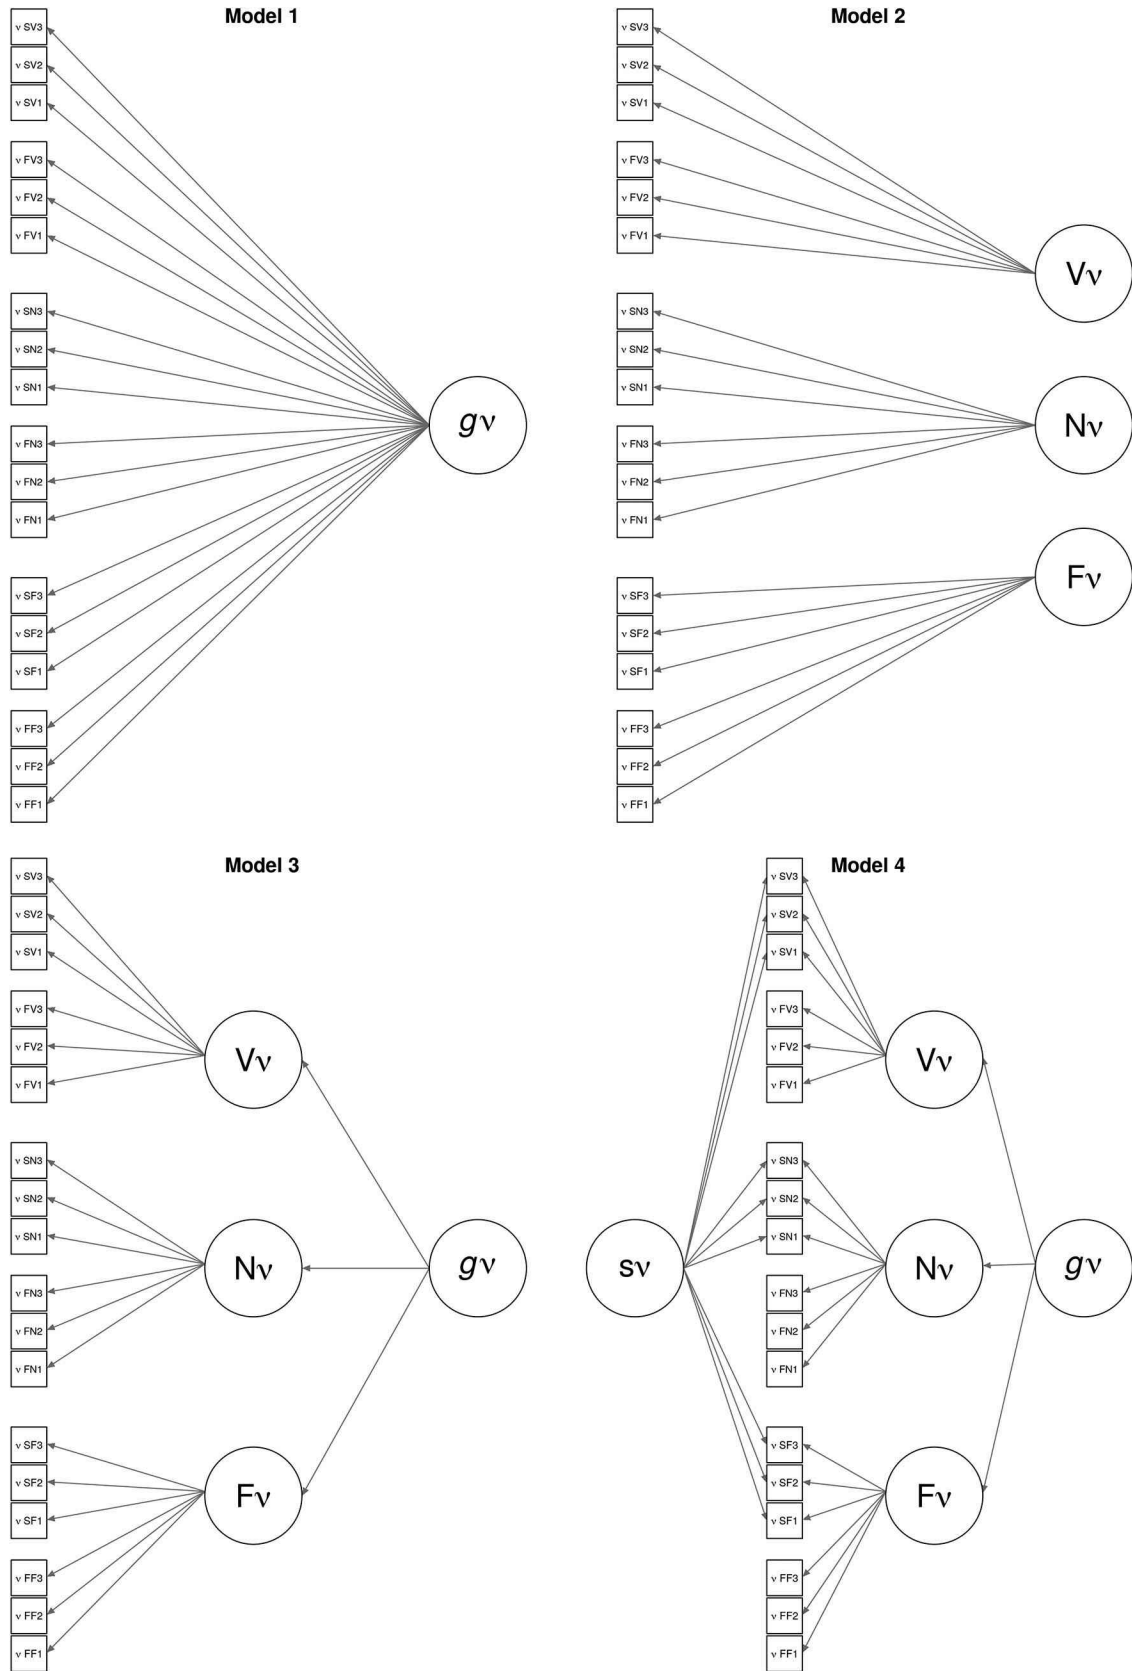 Model 1
ν SV3
ν SV2
ν SV1
ν FV3
ν FV2
ν FV1
ν SN3
ν SN2
ν SN1
ν FN3
ν FN2
ν FN1
ν SF3
ν SF2
ν SF1
ν FF3
ν FF2
ν FF1
gν
Model 2
ν SV3
ν SV2
ν SV1
ν FV3
ν FV2
ν FV1
ν SN3
ν SN2
ν SN1
ν FN3
ν FN2
ν FN1
ν SF3
ν SF2
ν SF1
ν FF3
ν FF2
ν FF1
Vν
Nν
Fν
Model 3
ν SV3
ν SV2
ν SV1
ν FV3
ν FV2
ν FV1
ν SN3
ν SN2
ν SN1
ν FN3
ν FN2
ν FN1
ν SF3
ν SF2
ν SF1
ν FF3
ν FF2
ν FF1
Vν
Nν
Fν
gν
Model 4
sν
ν SV3
ν SV2
ν SV1
ν FV3
ν FV2
ν FV1
ν SN3
ν SN2
ν SN1
ν FN3
ν FN2
ν FN1
ν SF3
ν SF2
ν SF1
ν FF3
ν FF2
ν FF1
Vν
Nν
Fν
gν